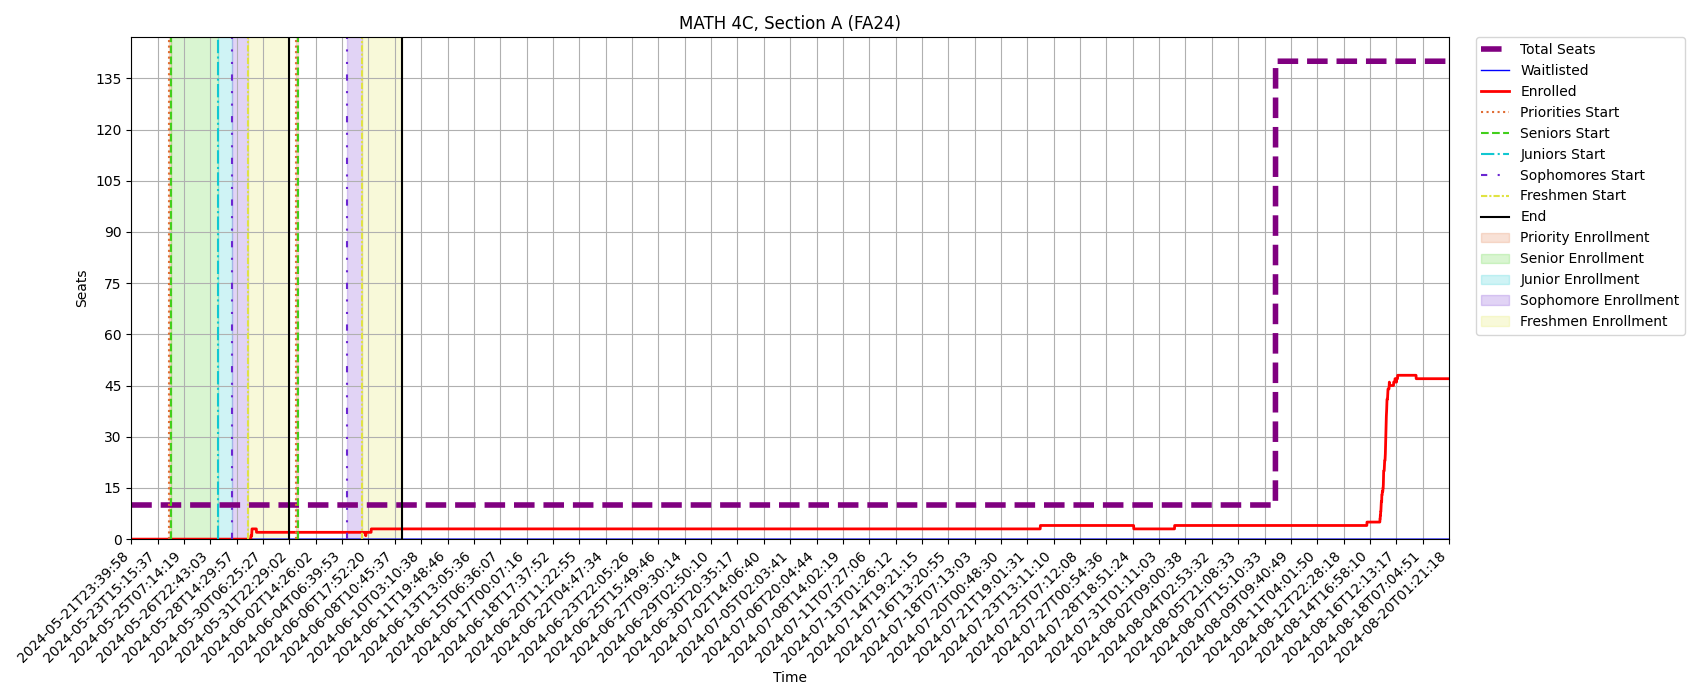 MATH 4C, Section A (FA24)
Seats
135
120
105
90
75
60
45
30
15
0
2024-05-21T23:39:58
2024-05-23T15:15:37
2024-05-25T07:14:19
2024-05-26T22:43:03
2024-05-28T14:29:57
2024-05-30T06:25:27
2024-05-31T22:29:02
2024-06-02T14:26:02
2024-06-04T06:39:53
2024-06-06T17:52:20
2024-06-08T10:45:37
2024-06-10T03:10:38
2024-06-11T19:48:46
2024-06-13T13:05:36
2024-06-15T06:36:07
2024-06-17T00:07:16
2024-06-18T17:37:52
2024-06-20T11:22:55
2024-06-22T04:47:34
2024-06-23T22:05:26
2024-06-25T15:49:46
2024-06-27T09:30:14
2024-06-29T02:50:10
2024-06-30T20:35:17
2024-07-02T14:06:40
2024-07-05T02:03:41
2024-07-06T20:04:44
2024-07-08T14:02:19
2024-07-11T07:27:06
2024-07-13T01:26:12
2024-07-14T19:21:15
2024-07-16T13:20:55
2024-07-18T07:13:03
2024-07-20T00:48:30
2024-07-21T19:01:31
2024-07-23T13:11:10
2024-07-25T07:12:08
2024-07-27T00:54:36
2024-07-28T18:51:24
2024-07-31T01:11:03
2024-08-02T09:00:38
2024-08-04T02:53:32
2024-08-05T21:08:33
2024-08-07T15:10:33
2024-08-09T09:40:49
2024-08-11T04:01:50
2024-08-12T22:28:18
2024-08-14T16:58:10
2024-08-16T12:13:17
2024-08-18T07:04:51
2024-08-20T01:21:18
Time
Total Seats
Waitlisted
Enrolled
Priorities Start
Seniors Start
Juniors Start
Sophomores Start
Freshmen Start
End
Priority Enrollment
Senior Enrollment
Junior Enrollment
Sophomore Enrollment
Freshmen Enrollment